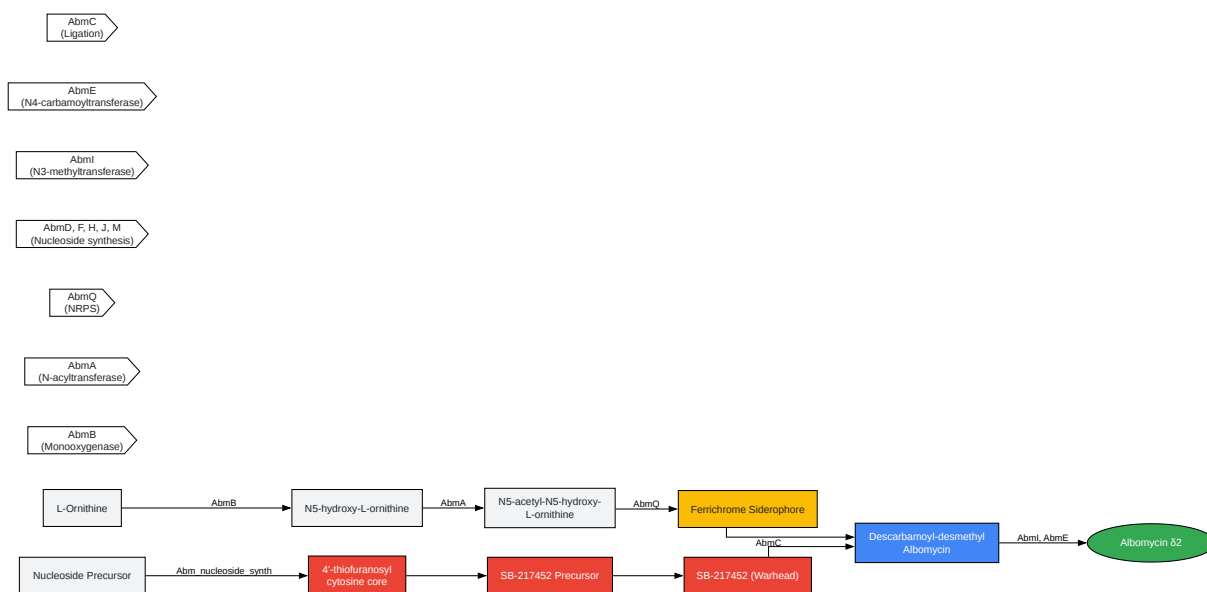 AbmC
(Ligation)
AbmE
(N4-carbamoyltransferase)
AbmI
(N3-methyltransferase)
AbmD, F, H, J, M
(Nucleoside synthesis)
AbmQ
(NRPS)
AbmA
(N-acyltransferase)
AbmB
(Monooxygenase)
L-Ornithine
AbmB
N5-hydroxy-L-ornithine
AbmA
N5-acetyl-N5-hydroxy-
L-ornithine
AbmQ
Ferrichrome Siderophore
AbmC
Descarbamoyl-desmethyl
Albomycin
AbmI, AbmE
Albomycin δ2
Nucleoside Precursor
Abm_nucleoside_synth
4'-thiofuranosyl
cytosine core
SB-217452 Precursor
SB-217452 (Warhead)